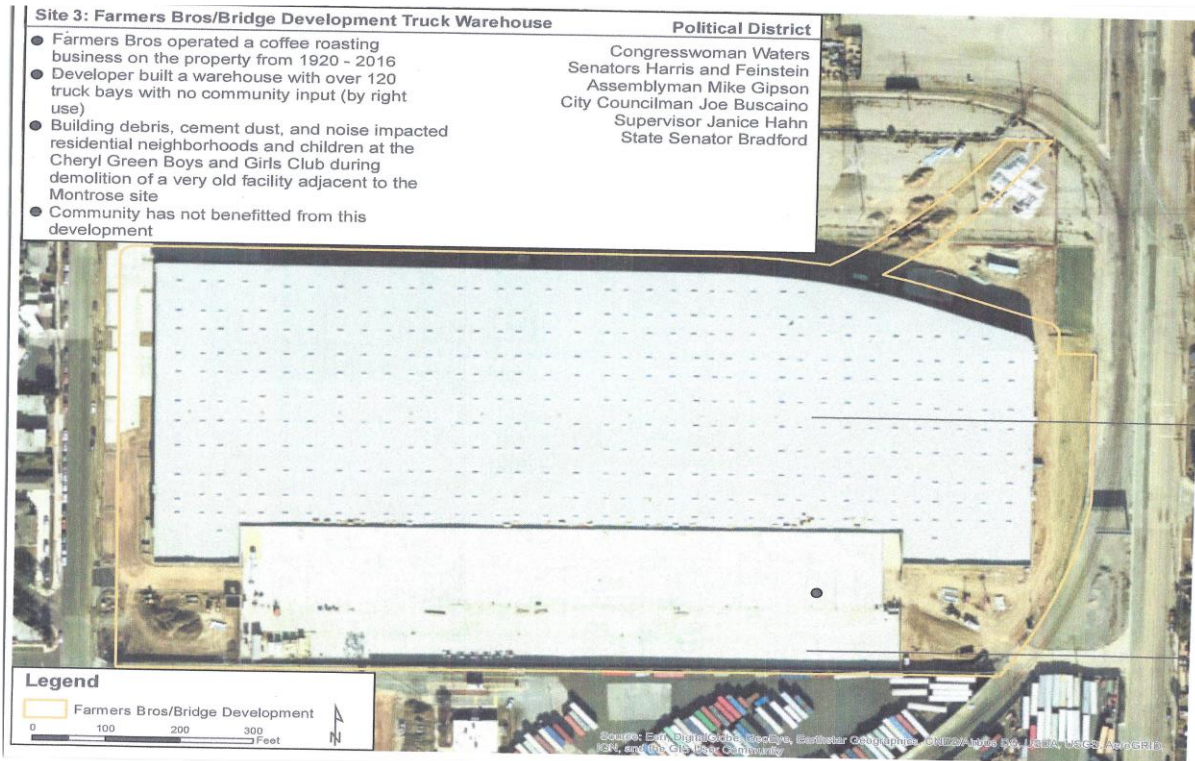 Site 3: Farmers Bros/Bridge Development Truck Warehouse
● Farmers Bros operated a coffee roasting
business on the property from 1920 - 2016
● Developer built a warehouse with over 120
truck bays with no community input (by right
use)
● Building debris, cement dust, and noise impacted
residential neighborhoods and children at the
Cheryl Green Boys and Girls Club during
demolition of a very old facility adjacent to the
Montrose site
● Community has not benefitted from this
development
Political District
Congresswoman Waters
Senators Harris and Feinstein
Assemblyman Mike Gipson
City Councilman Joe Buscaino
Supervisor Janice Hahn
State Senator Bradford
Legend
Farmers Bros/Bridge Development
0 100 200 300
Feet
N
Source: Esri, DigitalGlobe, GeoEye, Earthstar Geographics, CNES/Airbus DS, USDA, USGS, AeroGRID,
IGN, and the GIS User Community